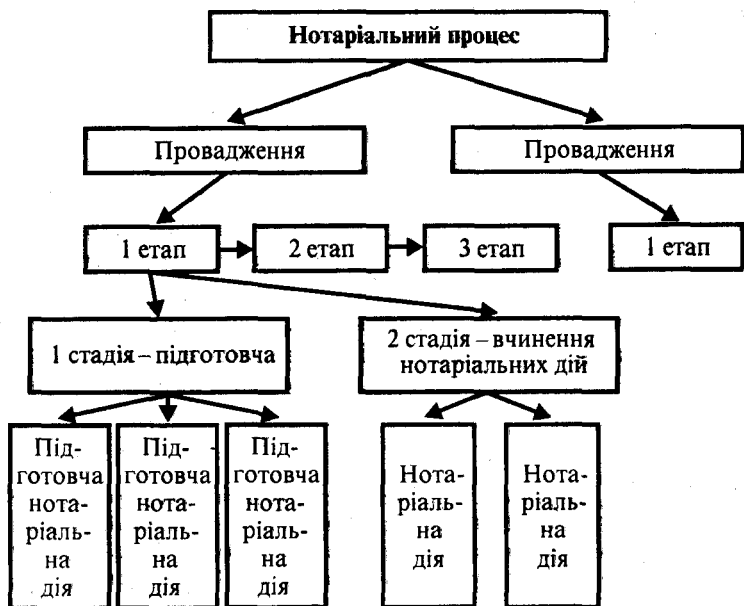 Нотаріальний процес
Провадження
Провадження
1 етап
2 етап
3 етап
1 етап
1 стадія – підготовча
2 стадія – вчинення
нотаріальних дій
Під-
готовча
нота-
ріаль-
на
дія
Під-
готовча
нота-
ріаль-
на
дія
Під-
готовча
нота-
ріаль-
на
дія
Нота-
ріаль-
на
дія
Нота-
ріаль-
на
дія